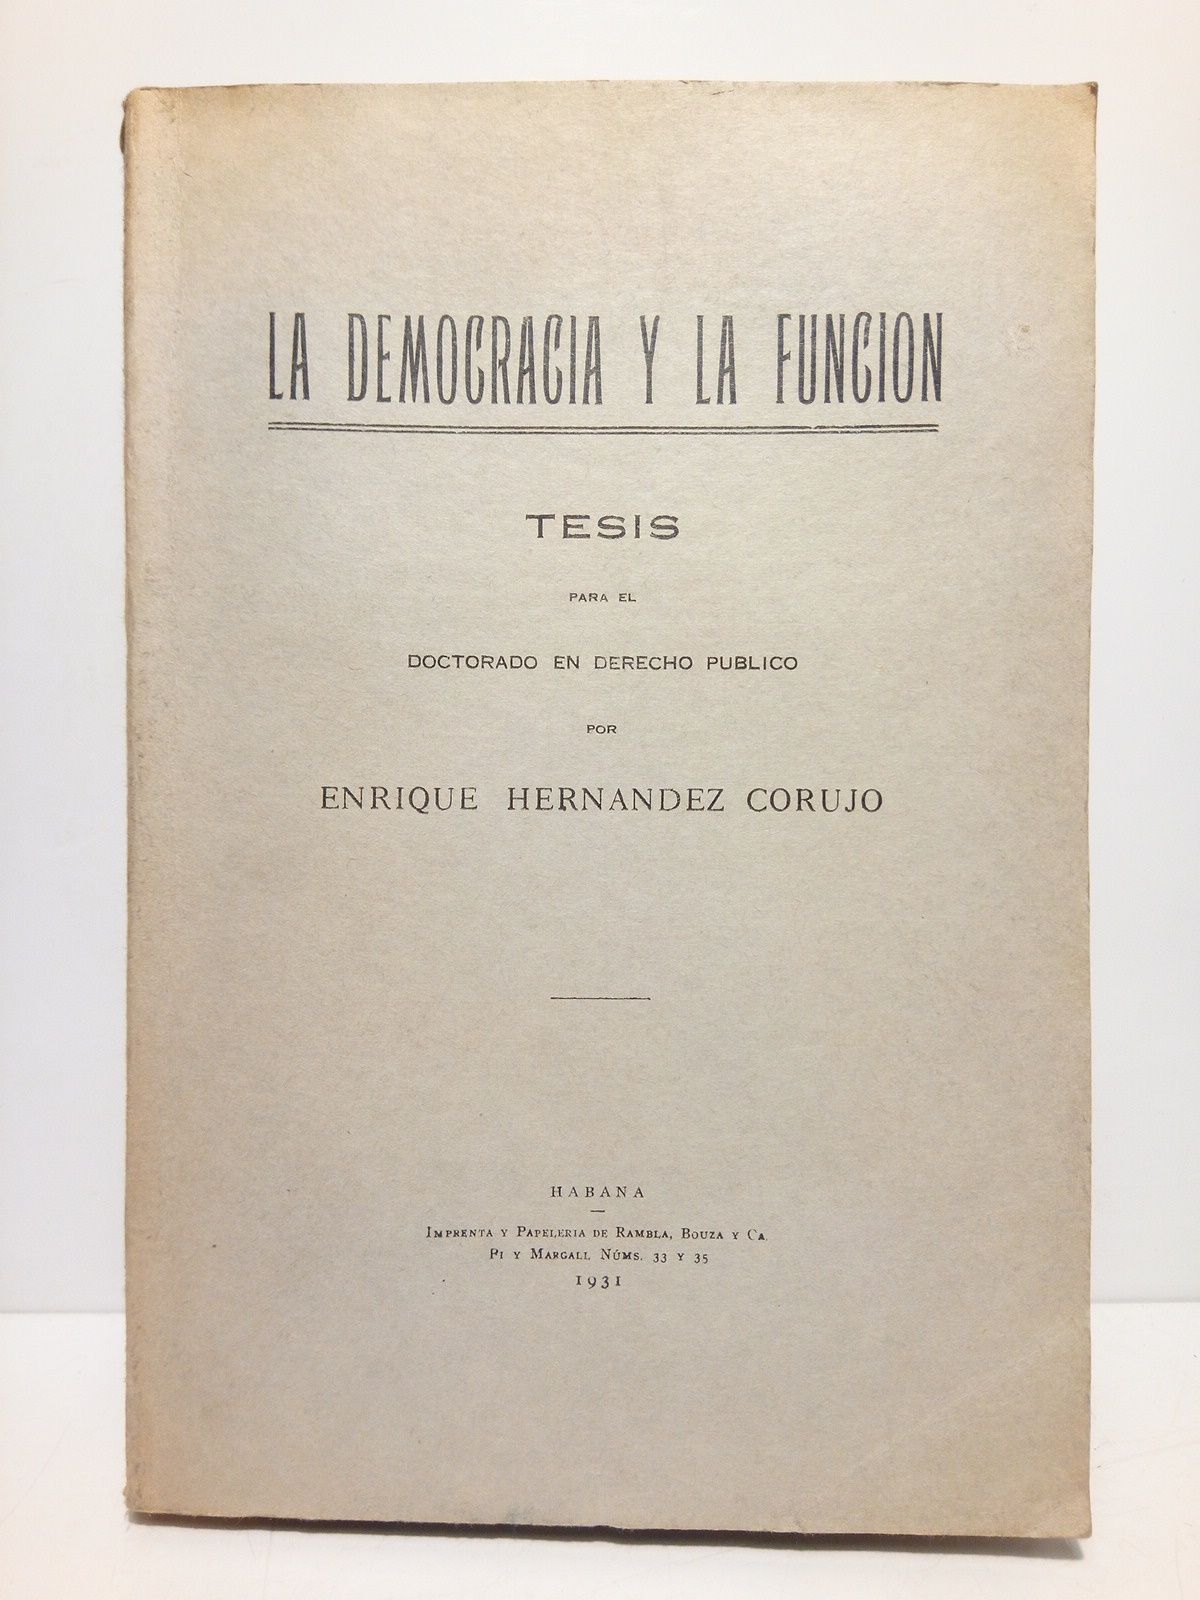 LA DEMOCRACIA Y LA FUNCION
TESIS
PARA EL
DOCTORADO EN DERECHO PUBLICO
POR
ENRIQUE HERNANDEZ CORUJO
HABANA
IMPRENTA Y PAPELERIA DE RAMBLA, BOUZA Y CA.
PI Y MARGALL NÚMS. 33 Y 35
1931